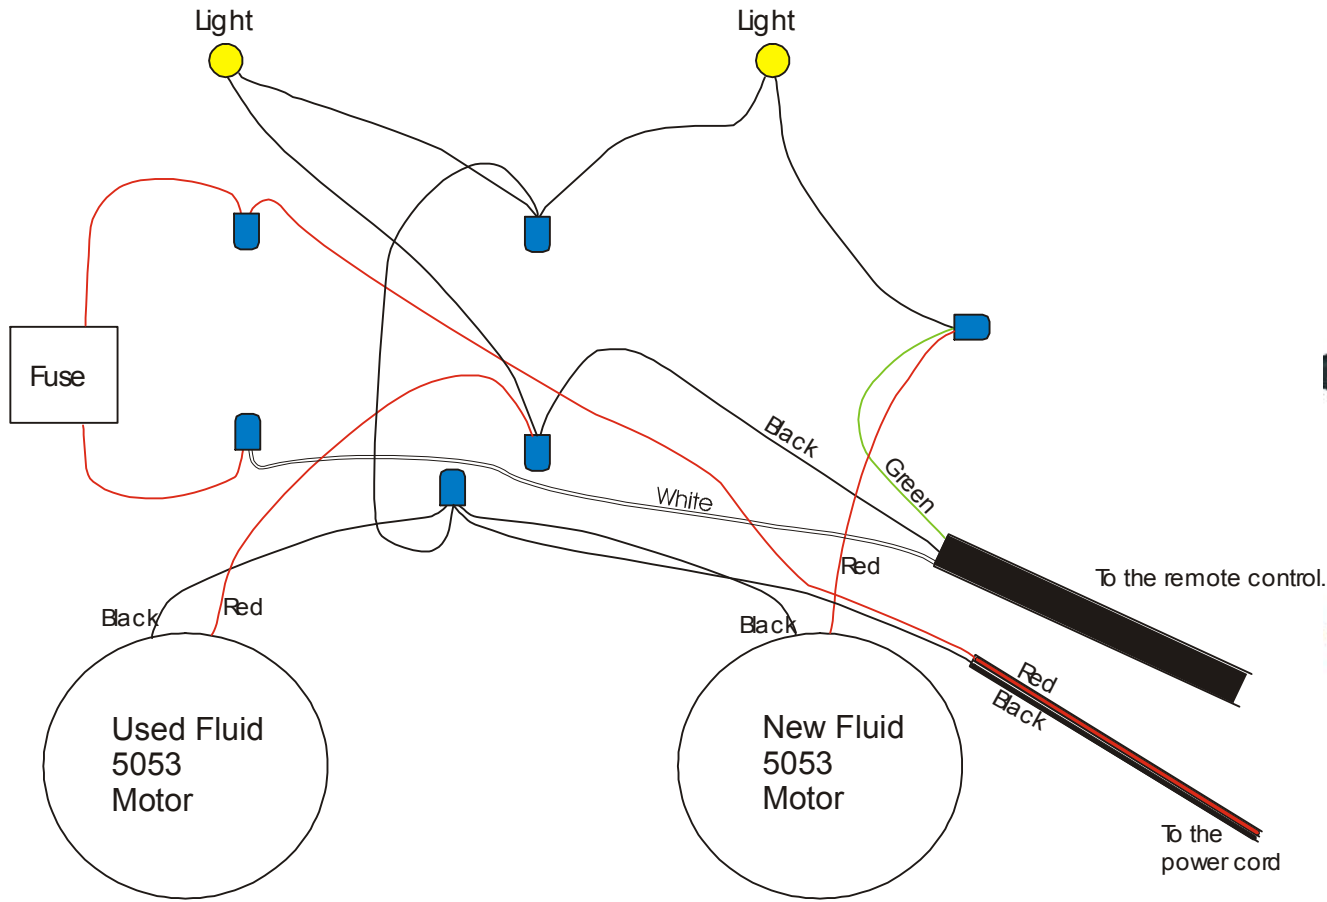 Light
Light
Fuse
Black
Green
White
Red
To the remote control.
Black
Red
Black
Red
Black
Used Fluid
5053
Motor
New Fluid
5053
Motor
To the
power cord